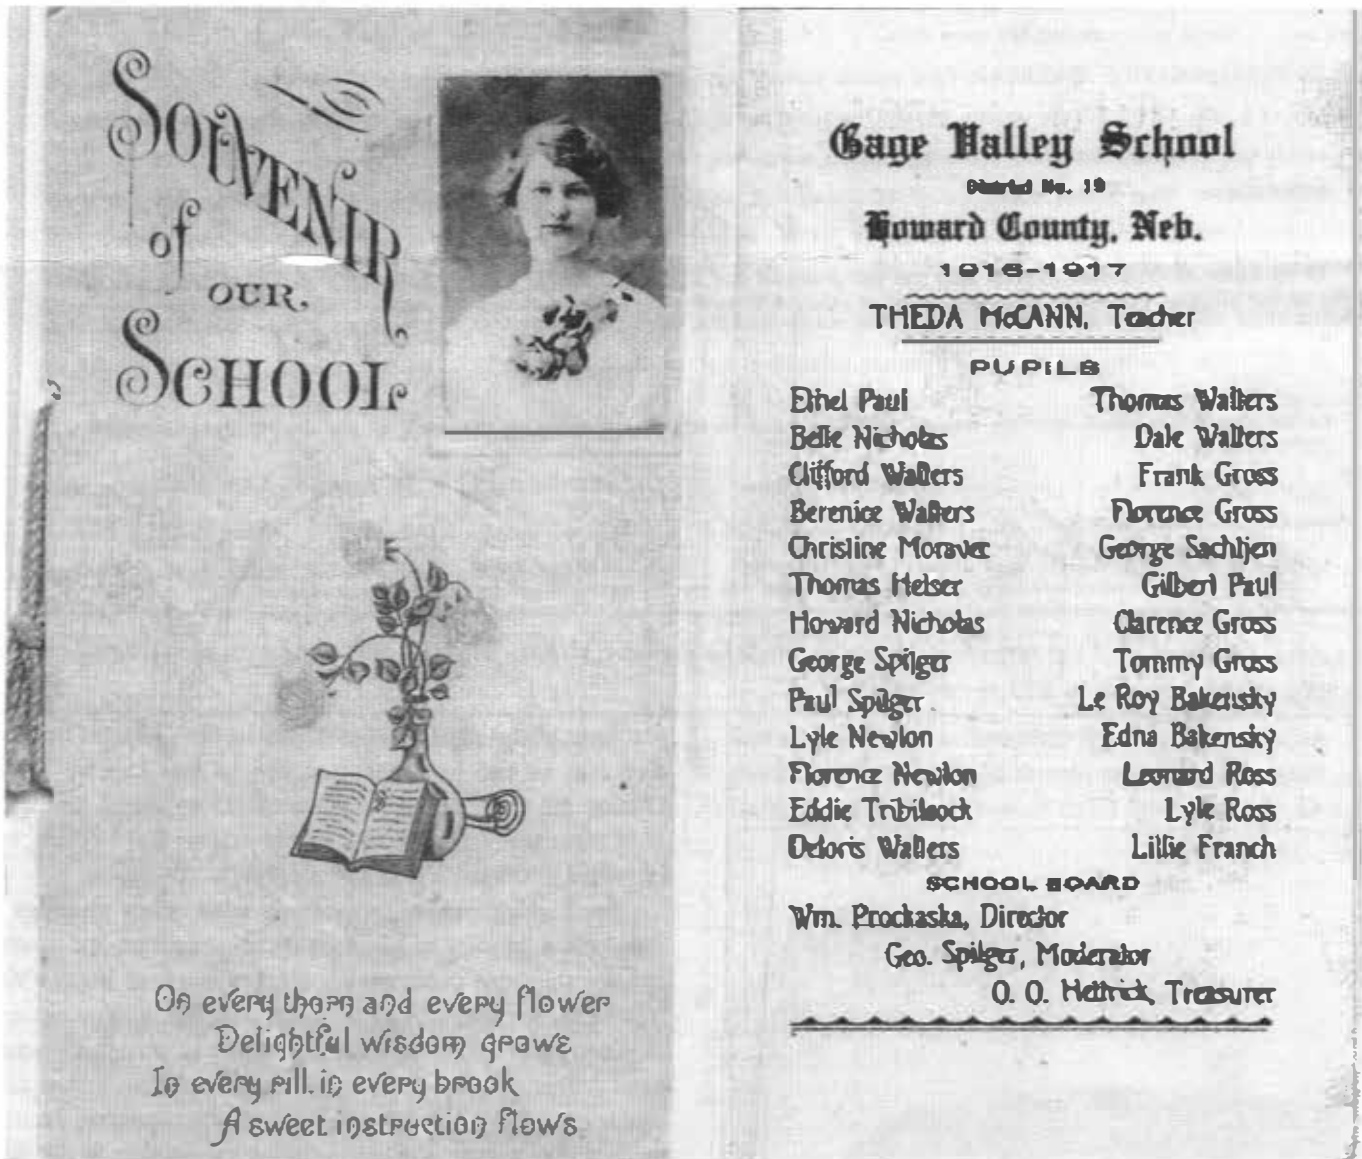 SOUVENIR
of
OUR.
SCHOOL
On every thorn and every flower
Delightful wisdom grows
In every rill, in every brook
A sweet instruction flows
Gage Valley School
District No. 19
Howard County, Neb.
1916-1917
THEDA McCANN, Teacher
PUPILS
Ethel Paul Thomas Walters
Belle Nicholas Dale Walters
Clifford Walters Frank Gross
Berenice Walters Florence Gross
Christine Moravec George Sachtjen
Thomas Helser Gilbert Paul
Howard Nicholas Clarence Gross
George Spilger Tommy Gross
Paul Spilger Le Roy Bakensky
Lyle Newlon Edna Bakensky
Florence Newlon Leonard Ross
Eddie Tribilcock Lyle Ross
Deloris Walters Lillie Franch
SCHOOL BOARD
Wm. Prochaska, Director
Geo. Spilger, Moderator
O. O. Hettrick, Treasurer